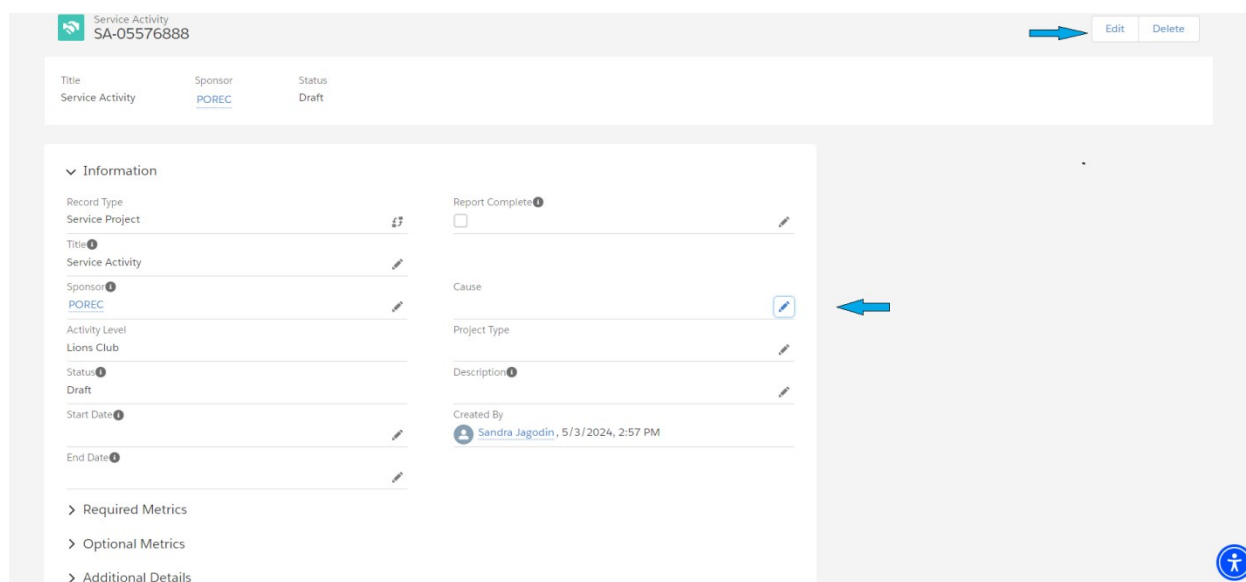 Service Activity
SA-05576888
Edit Delete
Title Sponsor Status
Service Activity POREC Draft
Information
Record Type
Service Project
Report Complete
Title
Service Activity
Sponsor
POREC
Cause
Activity Level
Lions Club
Project Type
Status
Draft
Description
Start Date
Created By
Sandra Jagodin, 5/3/2024, 2:57 PM
End Date
Required Metrics
Optional Metrics
Additional Details